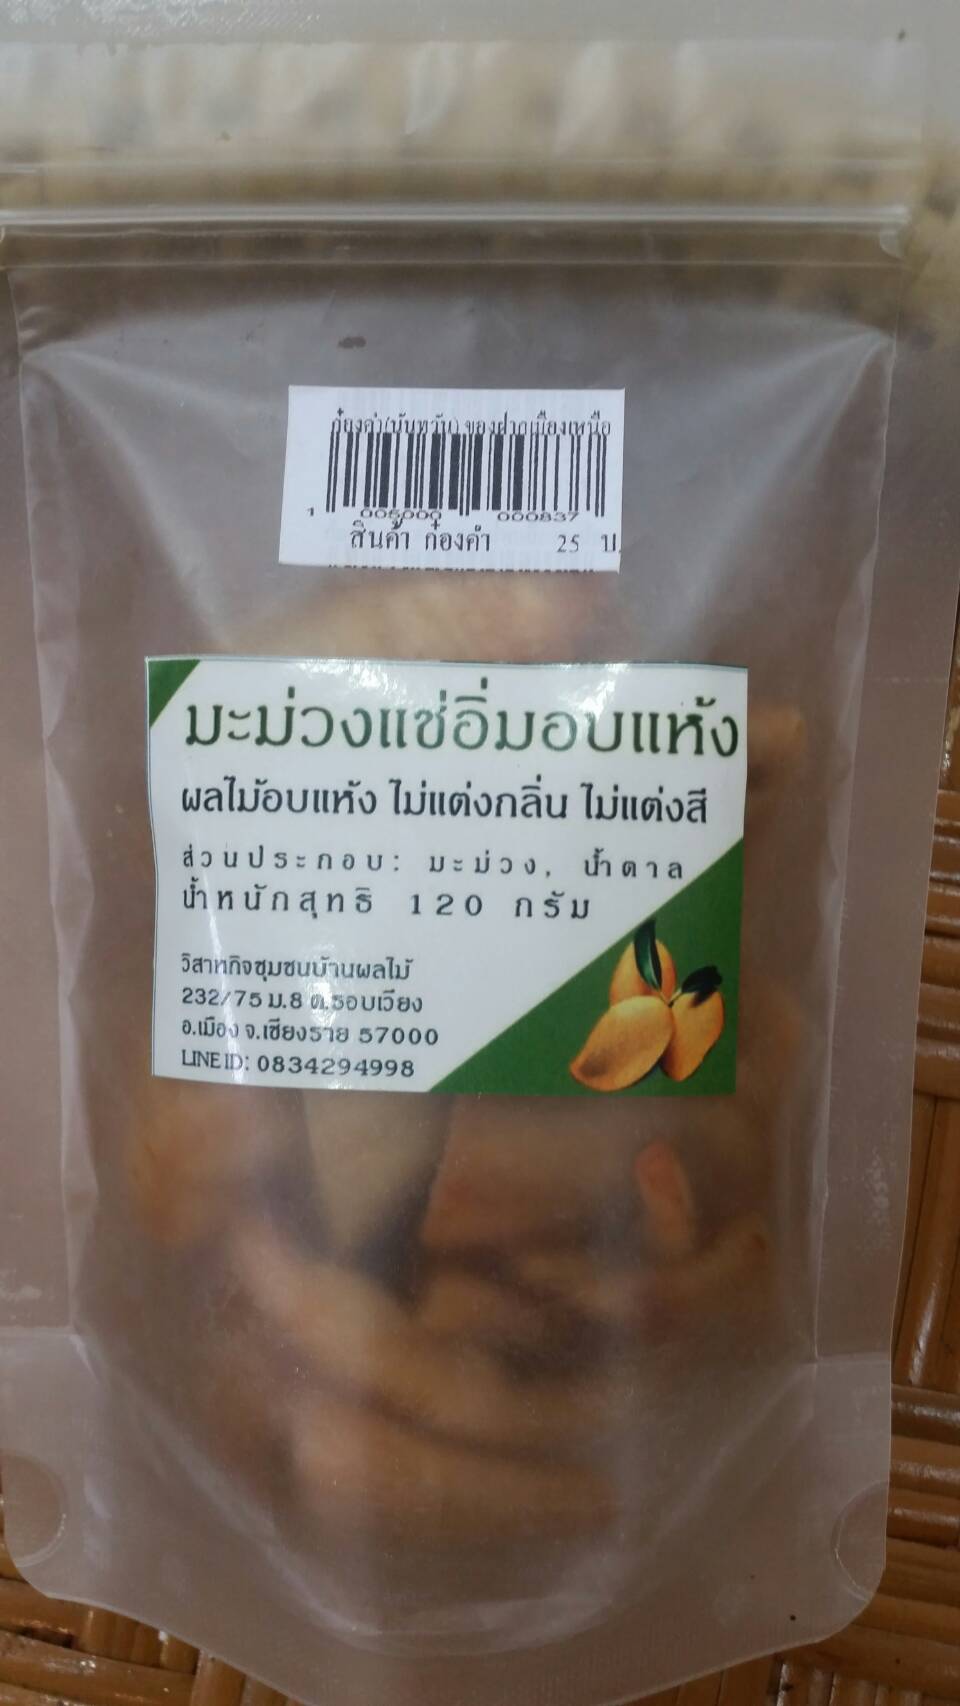 ก๋องคำ(นันทวัน) ของฝากเมืองเหนือ
1 005000 000837
สินค้า ก๋องคำ 25 บ.
มะม่วงแช่อิ่มอบแห้ง
ผลไม้อบแห้ง ไม่แต่งกลิ่น ไม่แต่งสี
ส่วนประกอบ: มะม่วง, น้ำตาล
น้ำหนักสุทธิ 120 กรัม
วิสาหกิจชุมชนบ้านผลไม้
232/75 ม.8 ต.รอบเวียง
อ.เมือง จ.เชียงราย 57000
LINE ID: 0834294998